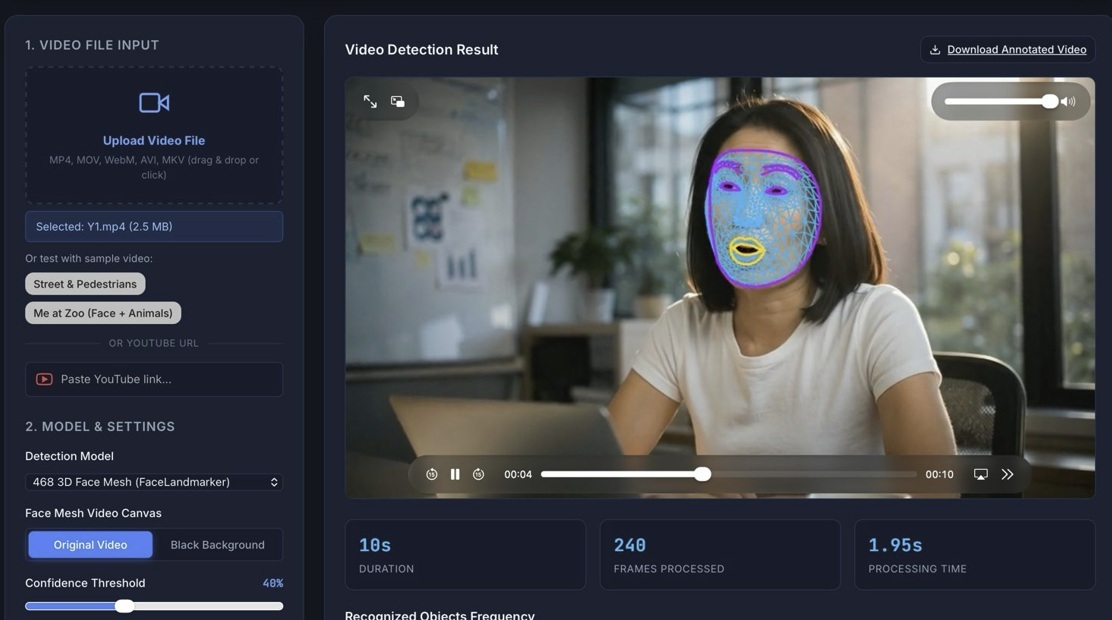 1. VIDEO FILE INPUT
Upload Video File
MP4, MOV, WebM, AVI, MKV (drag & drop or
click)
Selected: Y1.mp4 (2.5 MB)
Or test with sample video:
Street & Pedestrians
Me at Zoo (Face + Animals)
OR YOUTUBE URL
Paste YouTube link...
2. MODEL & SETTINGS
Detection Model
468 3D Face Mesh (FaceLandmarker)
Face Mesh Video Canvas
Original Video
Black Background
Confidence Threshold
40%
Video Detection Result
Download Annotated Video
15
15
00:04
00:10
10s
DURATION
240
FRAMES PROCESSED
1.95s
PROCESSING TIME
Recognized Objects Frequency